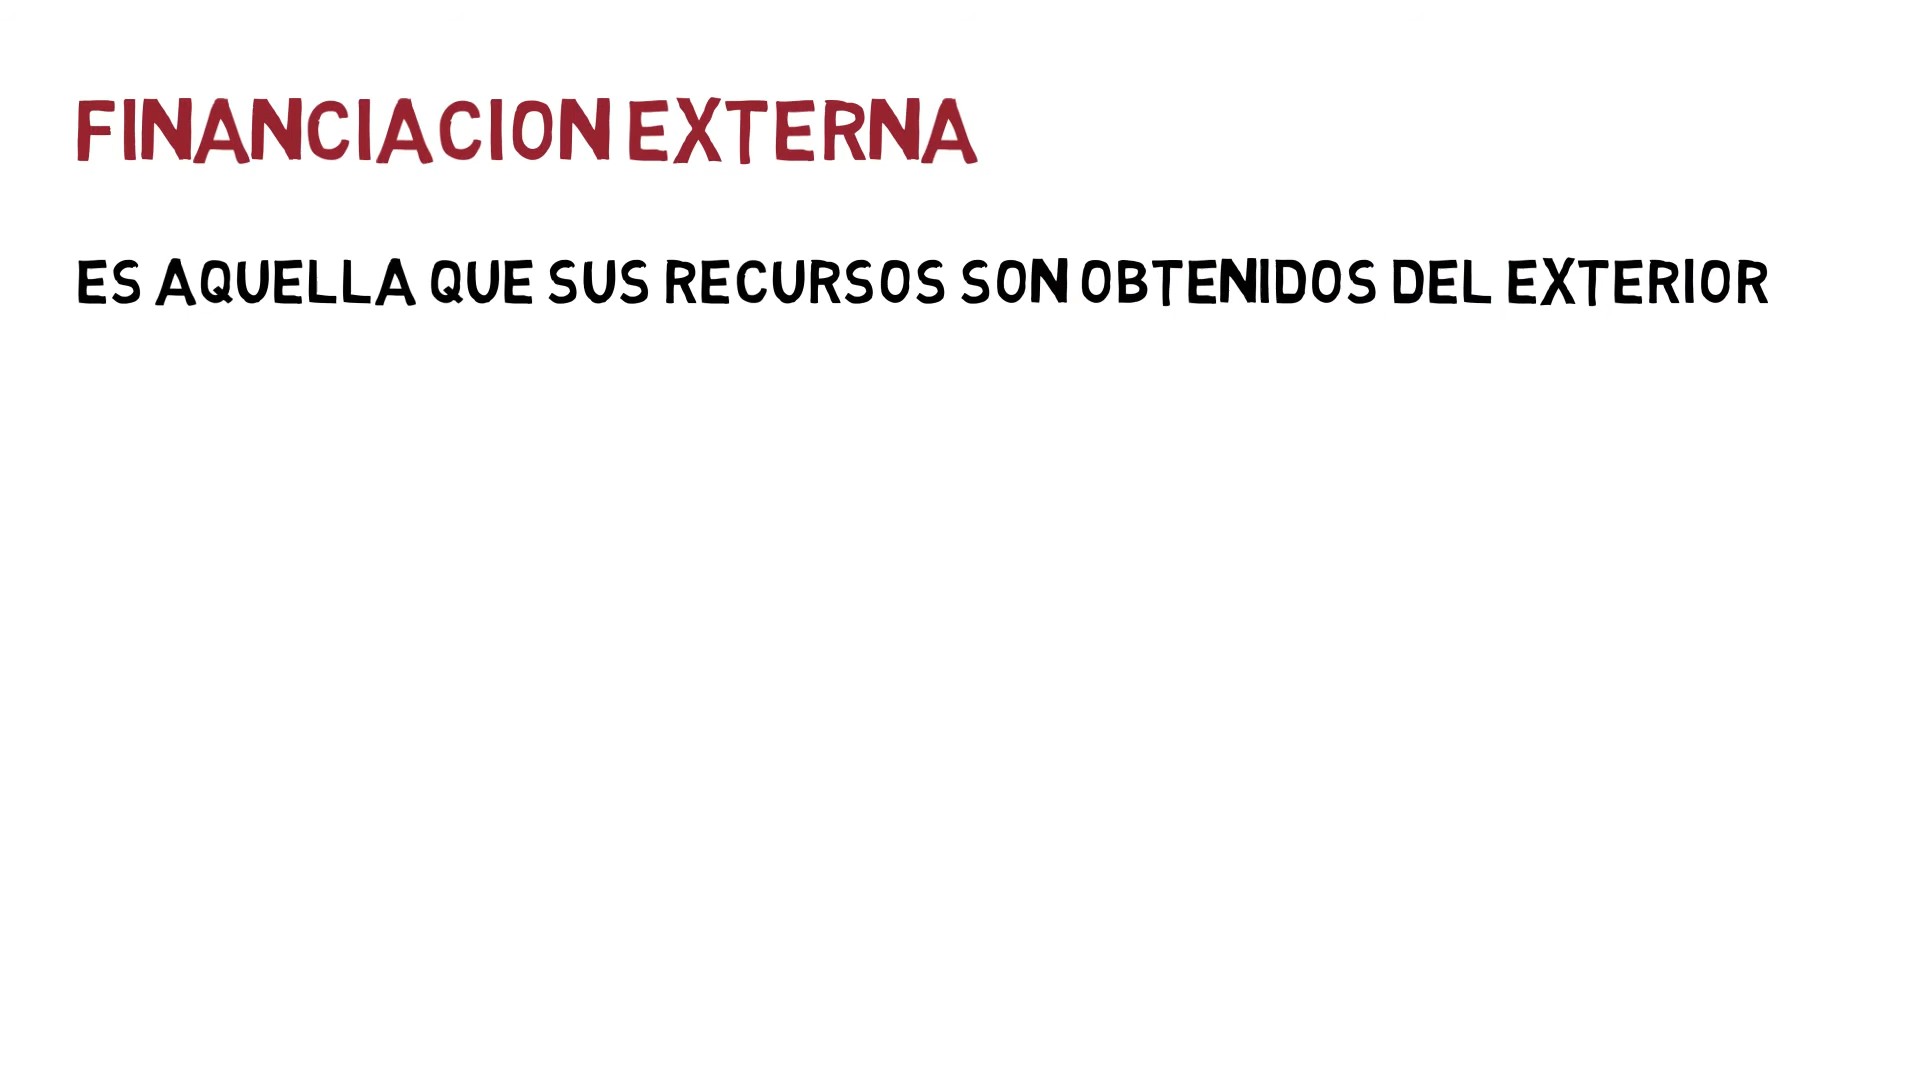 FINANCIACION EXTERNA
ES AQUELLA QUE SUS RECURSOS SON OBTENIDOS DEL EXTERIOR